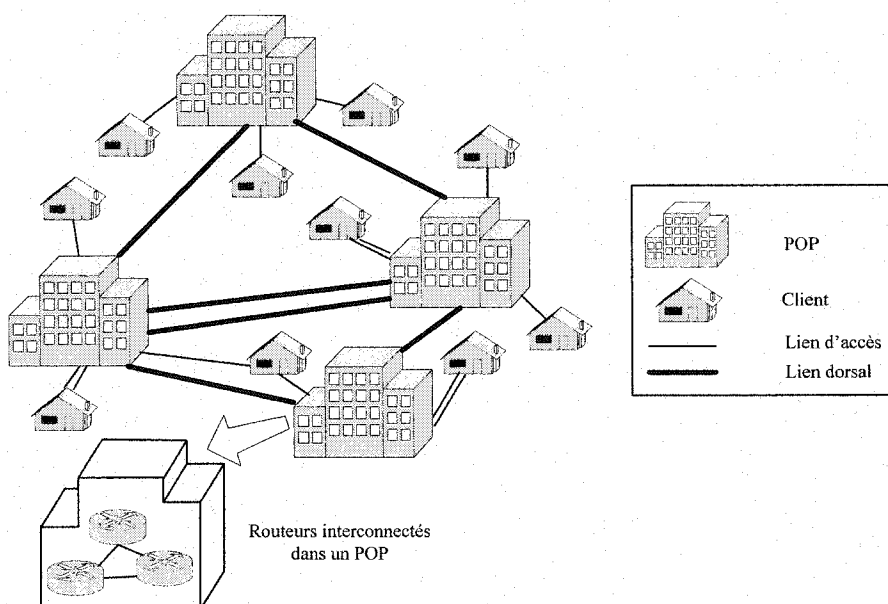 POP
Client
Lien d'accès
Lien dorsal
Routeurs interconnectés
dans un POP